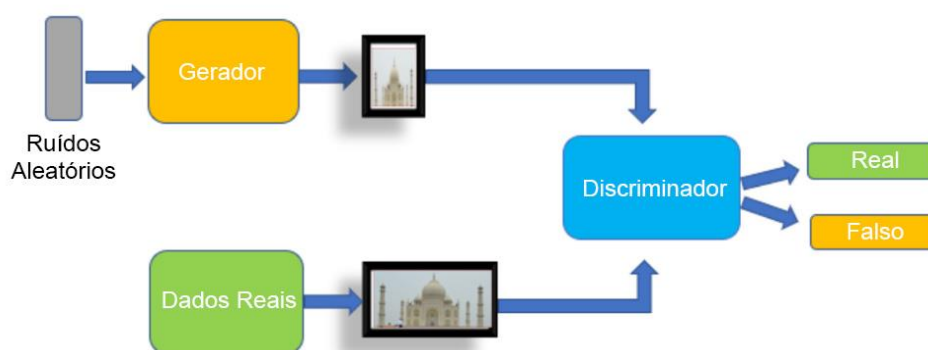 Gerador
Ruídos
Aleatórios
Discriminador
Real
Falso
Dados Reais